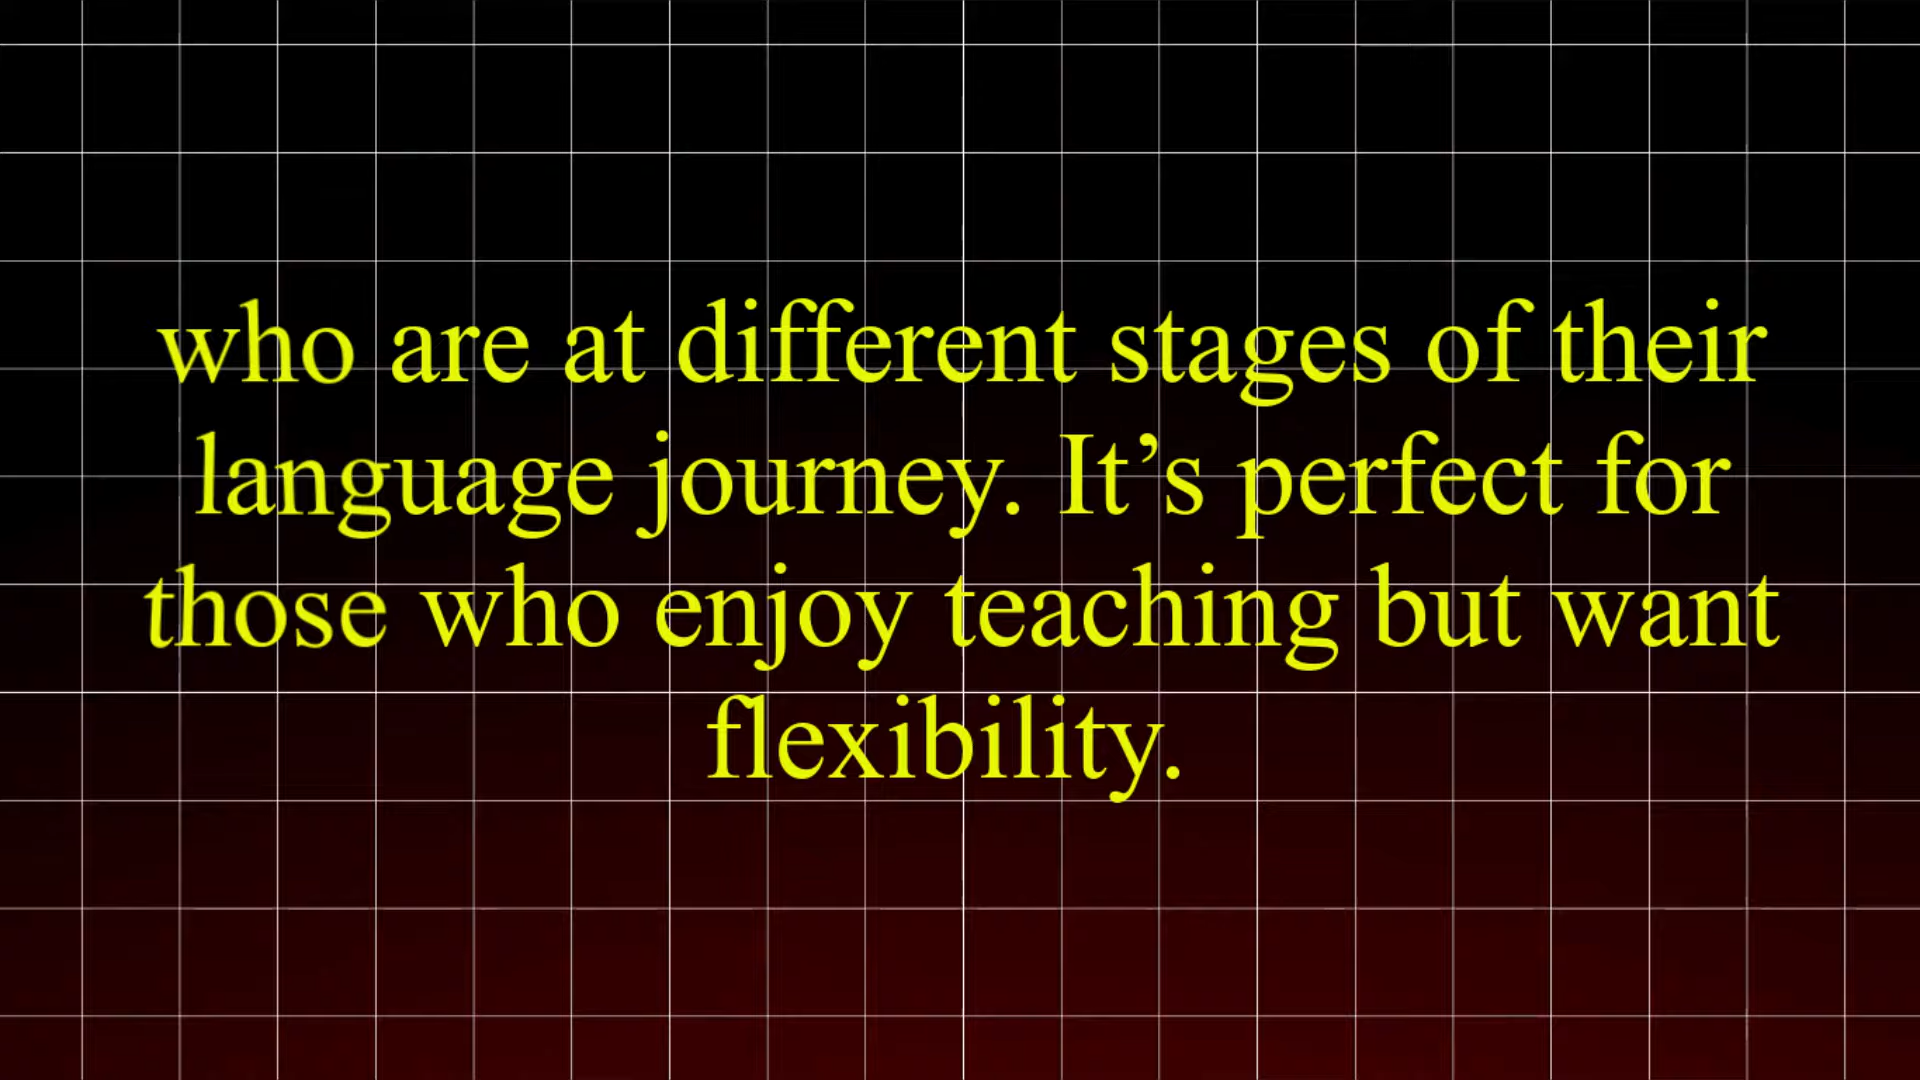 who are at different stages of their
language journey. It’s perfect for
those who enjoy teaching but want
flexibility.